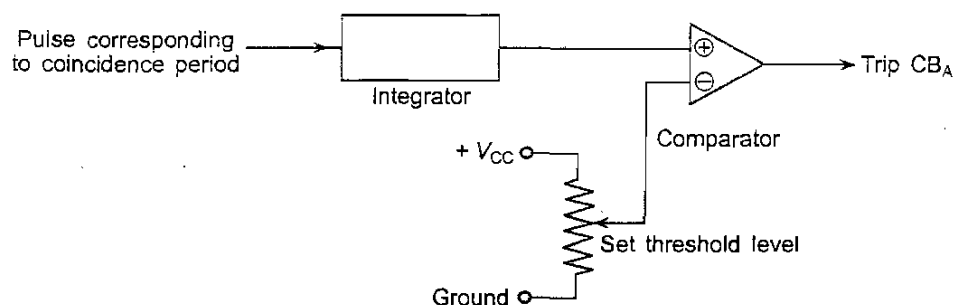 Pulse corresponding
to coincidence period
Integrator
+
−
Trip CB_A
Comparator
+ V_CC
Set threshold level
Ground